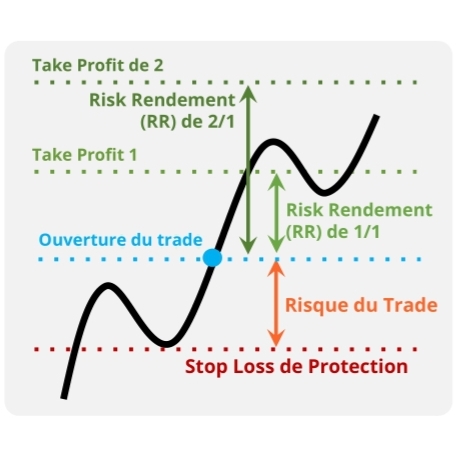 Take Profit de 2
Risk Rendement
(RR) de 2/1
Take Profit 1
Risk Rendement
(RR) de 1/1
Ouverture du trade
Risque du Trade
Stop Loss de Protection